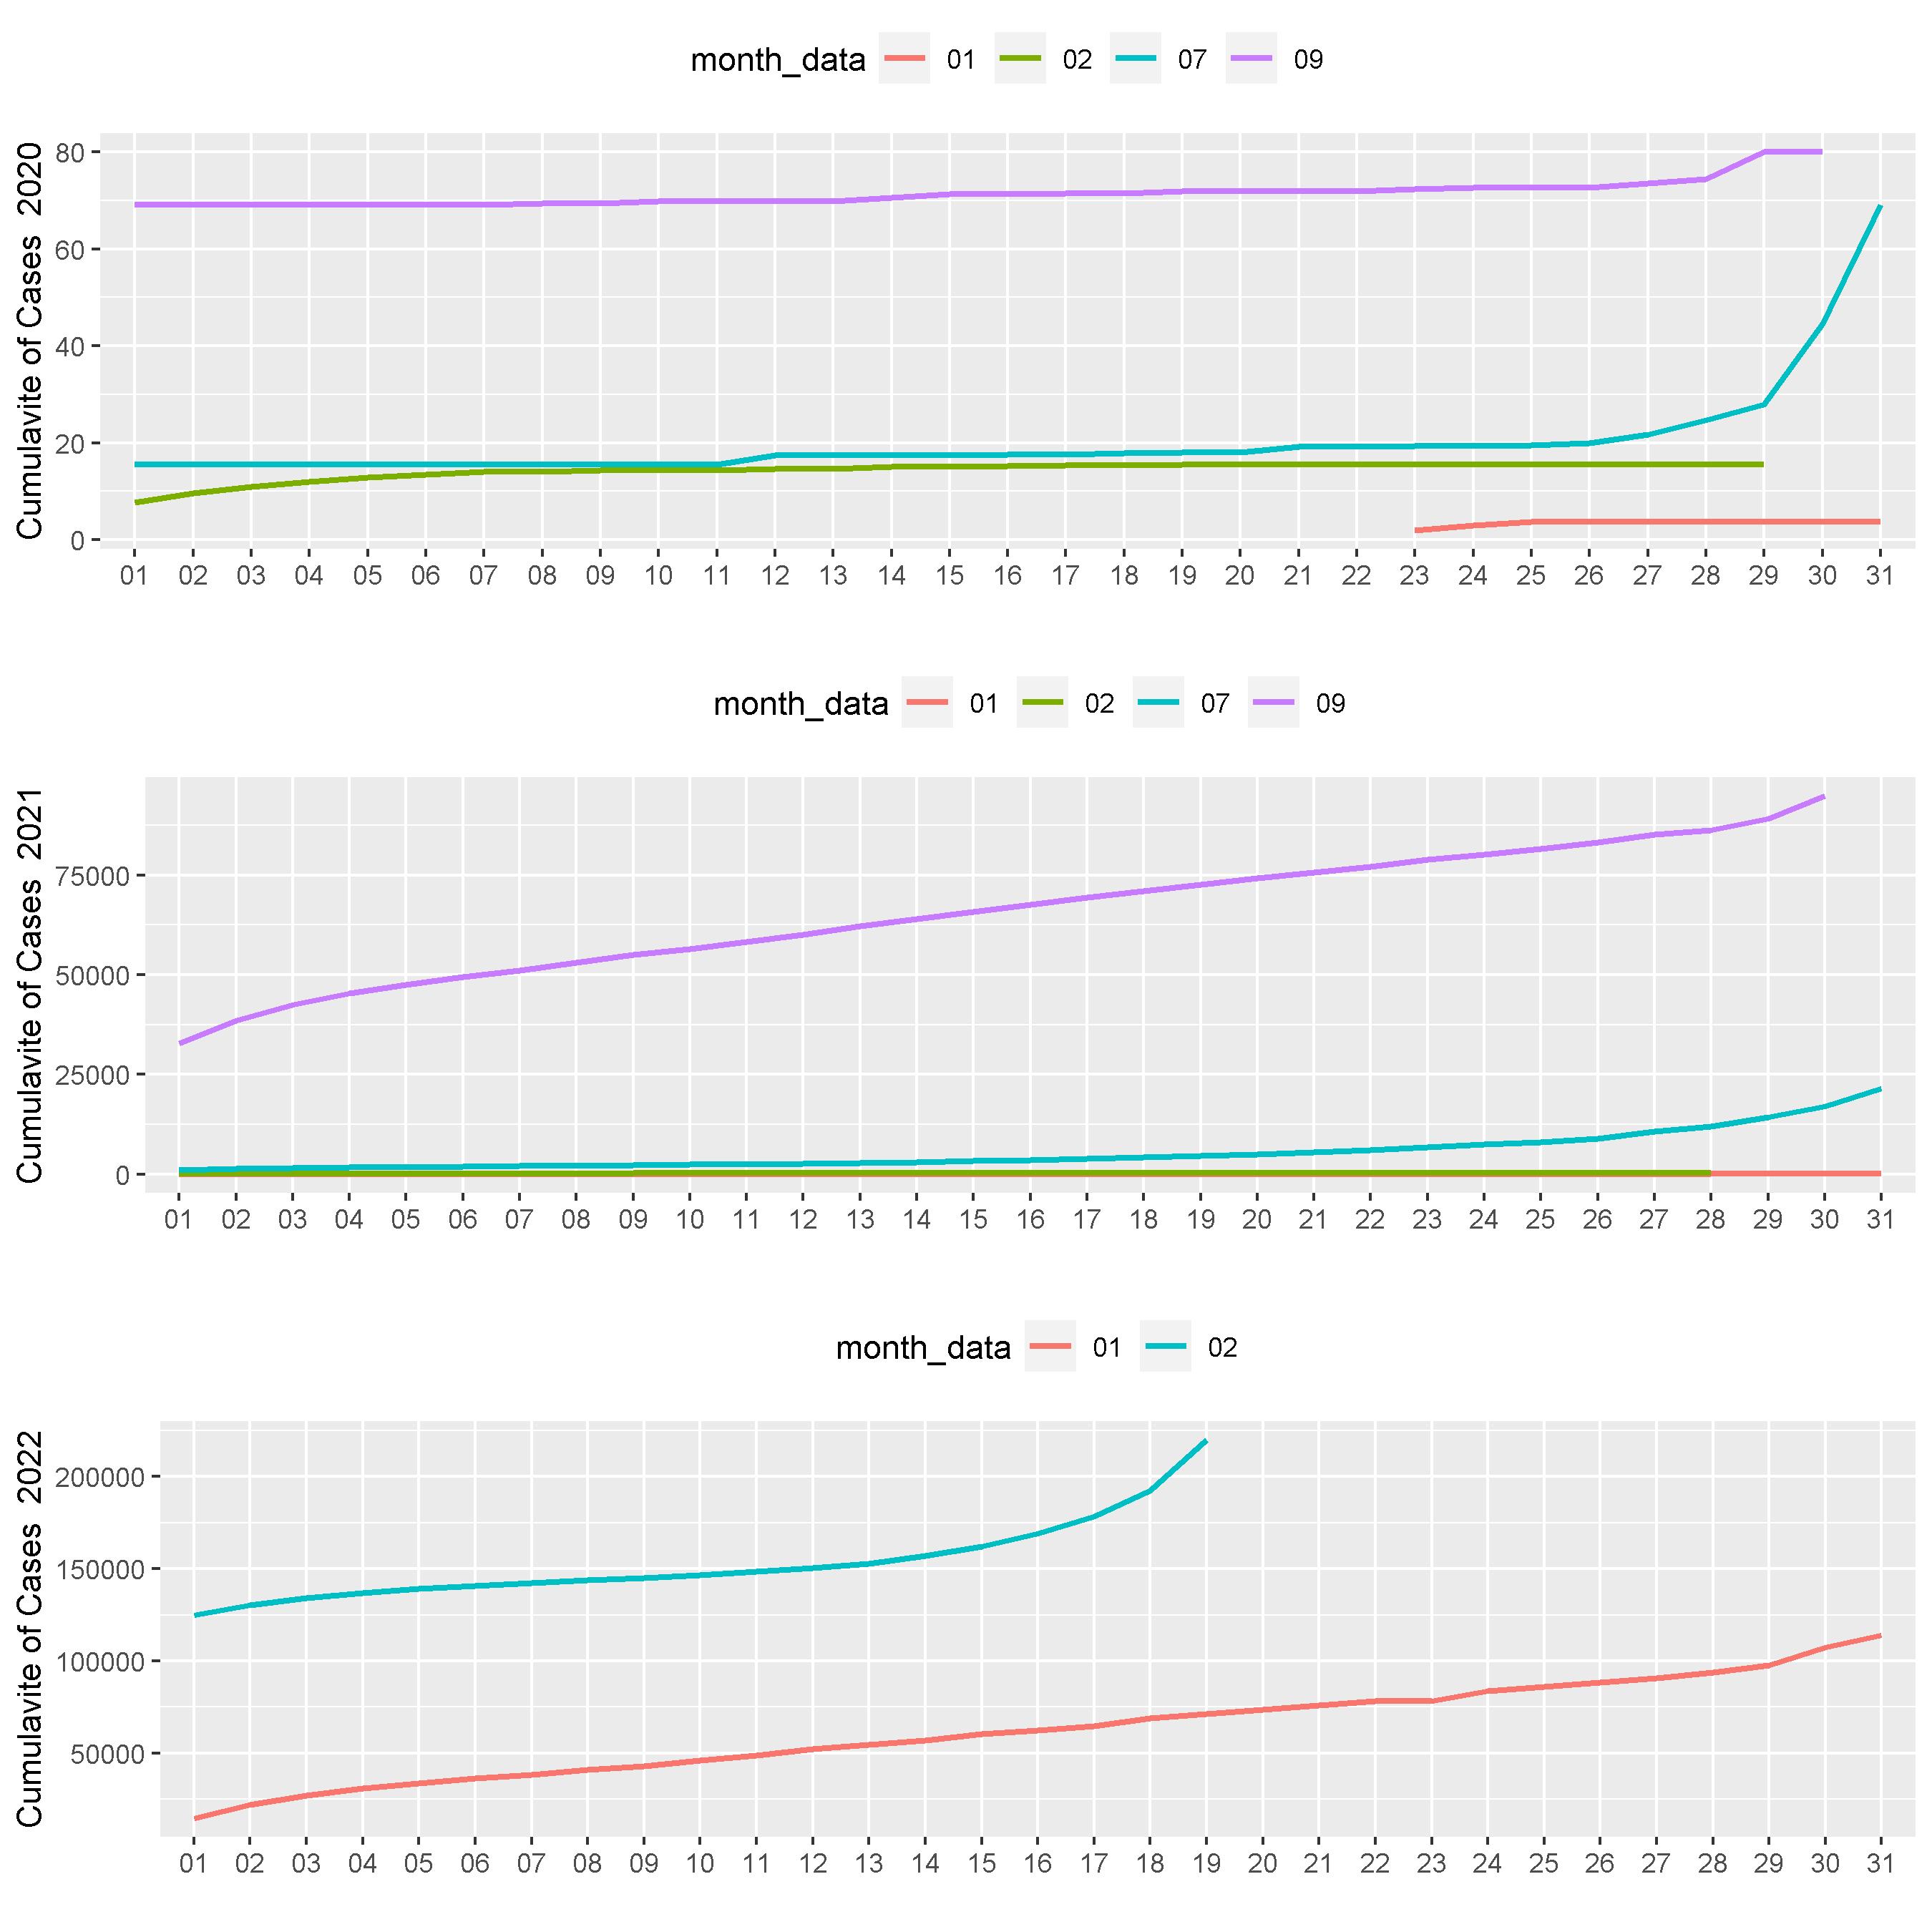 month_data 01 02 07 09
Cumulavite of Cases 2020
80
60
40
20
0
01 02 03 04 05 06 07 08 09 10 11 12 13 14 15 16 17 18 19 20 21 22 23 24 25 26 27 28 29 30 31
month_data 01 02 07 09
Cumulavite of Cases 2021
75000
50000
25000
0
01 02 03 04 05 06 07 08 09 10 11 12 13 14 15 16 17 18 19 20 21 22 23 24 25 26 27 28 29 30 31
month_data 01 02
Cumulavite of Cases 2022
200000
150000
100000
50000
01 02 03 04 05 06 07 08 09 10 11 12 13 14 15 16 17 18 19 20 21 22 23 24 25 26 27 28 29 30 31